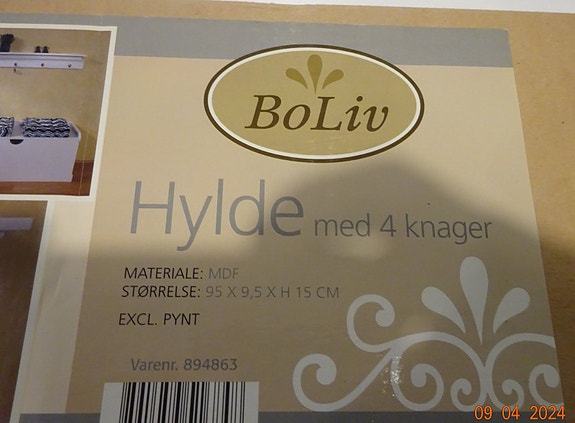 BoLiv
Hylde med 4 knager
MATERIALE: MDF
STØRRELSE: 95 X 9,5 X H 15 CM
EXCL. PYNT
Varenr. 894863
09 04 2024